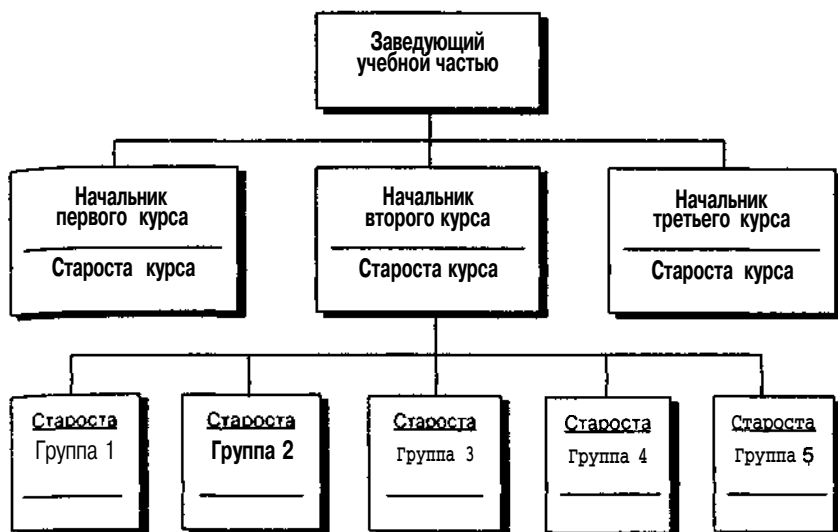 Заведующий
учебной частью
Начальник
первого курса
Староста курса
Начальник
второго курса
Староста курса
Начальник
третьего курса
Староста курса
Староста
Группа 1
Староста
Группа 2
Староста
Группа 3
Староста
Группа 4
Староста
Группа 5